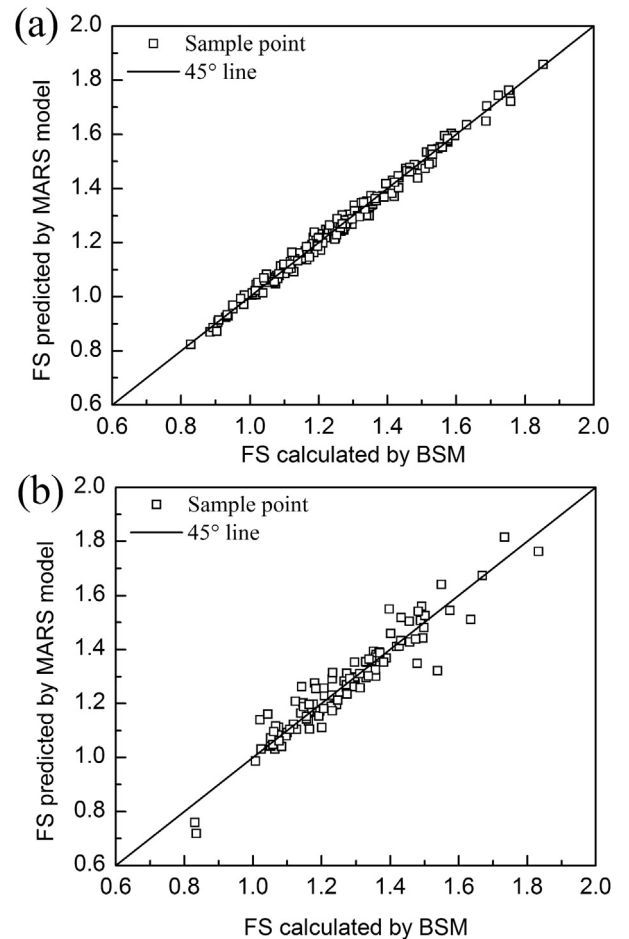 (a)
2.0
1.8
1.6
1.4
1.2
1.0
0.8
0.6
FS predicted by MARS model
Sample point
45° line
0.6 0.8 1.0 1.2 1.4 1.6 1.8 2.0
FS calculated by BSM
(b)
2.0
1.8
1.6
1.4
1.2
1.0
0.8
0.6
FS predicted by MARS model
Sample point
45° line
0.6 0.8 1.0 1.2 1.4 1.6 1.8 2.0
FS calculated by BSM